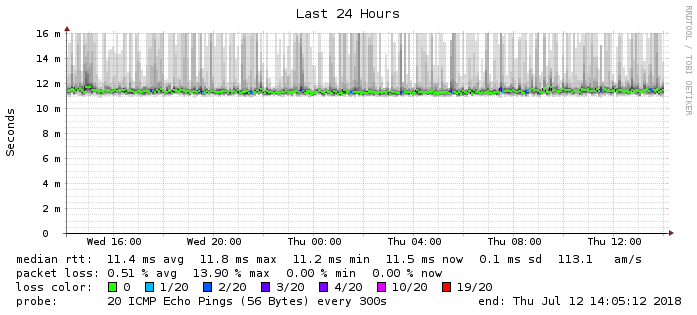 Last 24 Hours
RRDTOOL / TOBI OETIKER
Seconds
16 m
14 m
12 m
10 m
8 m
6 m
4 m
2 m
0
Wed 16:00 Wed 20:00 Thu 00:00 Thu 04:00 Thu 08:00 Thu 12:00
median rtt: 11.4 ms avg 11.8 ms max 11.2 ms min 11.5 ms now 0.1 ms sd 113.1 am/s
packet loss: 0.51 % avg 13.90 % max 0.00 % min 0.00 % now
loss color: 0 1/20 2/20 3/20 4/20 10/20 19/20
probe: 20 ICMP Echo Pings (56 Bytes) every 300s end: Thu Jul 12 14:05:12 2018